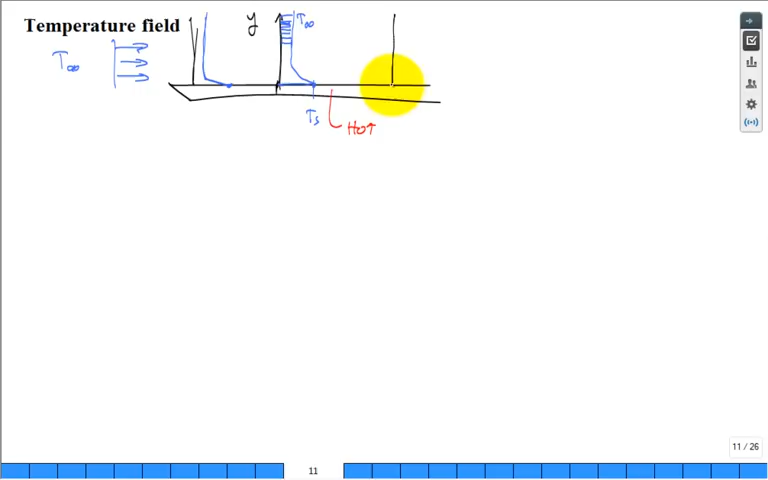 Temperature field
y
T∞
T∞
Ts
HOT
11 / 26
11